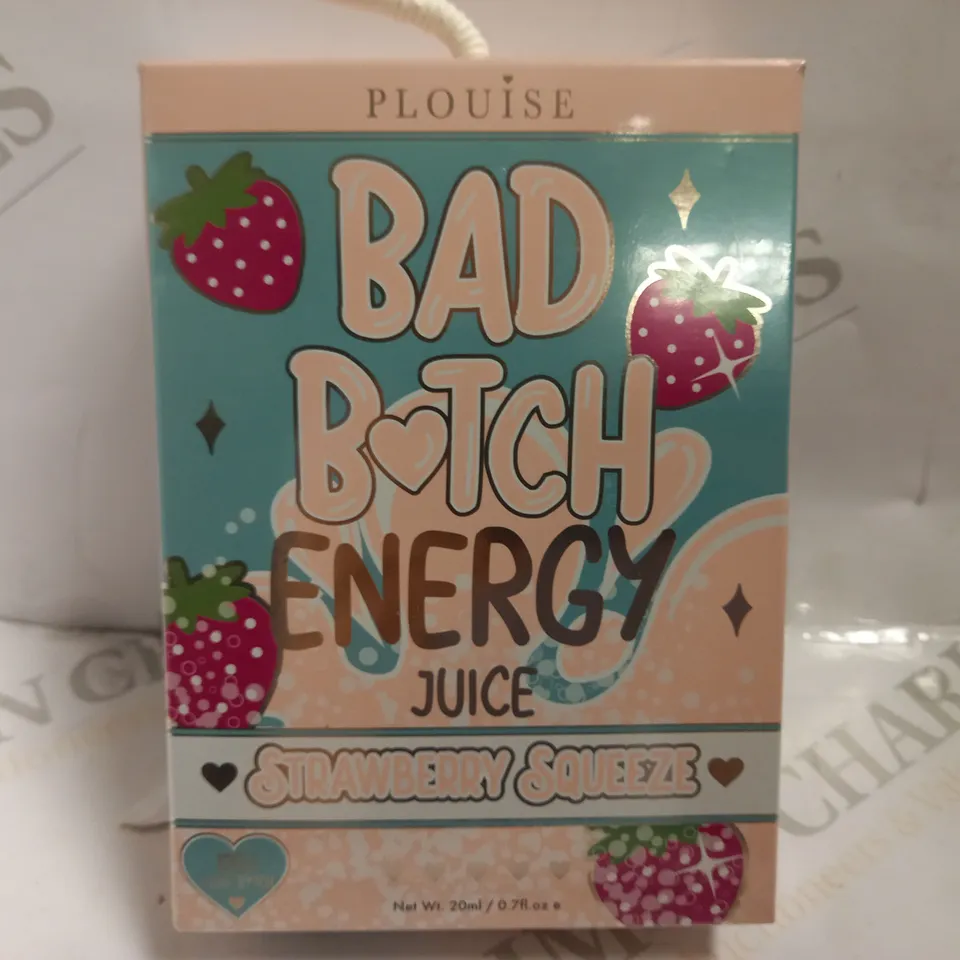 PLOUISE
BAD
B♥TCH
ENERGY
JUICE
STRAWBERRY SQUEEZE
Net Wt. 20ml / 0.7fl.oz e